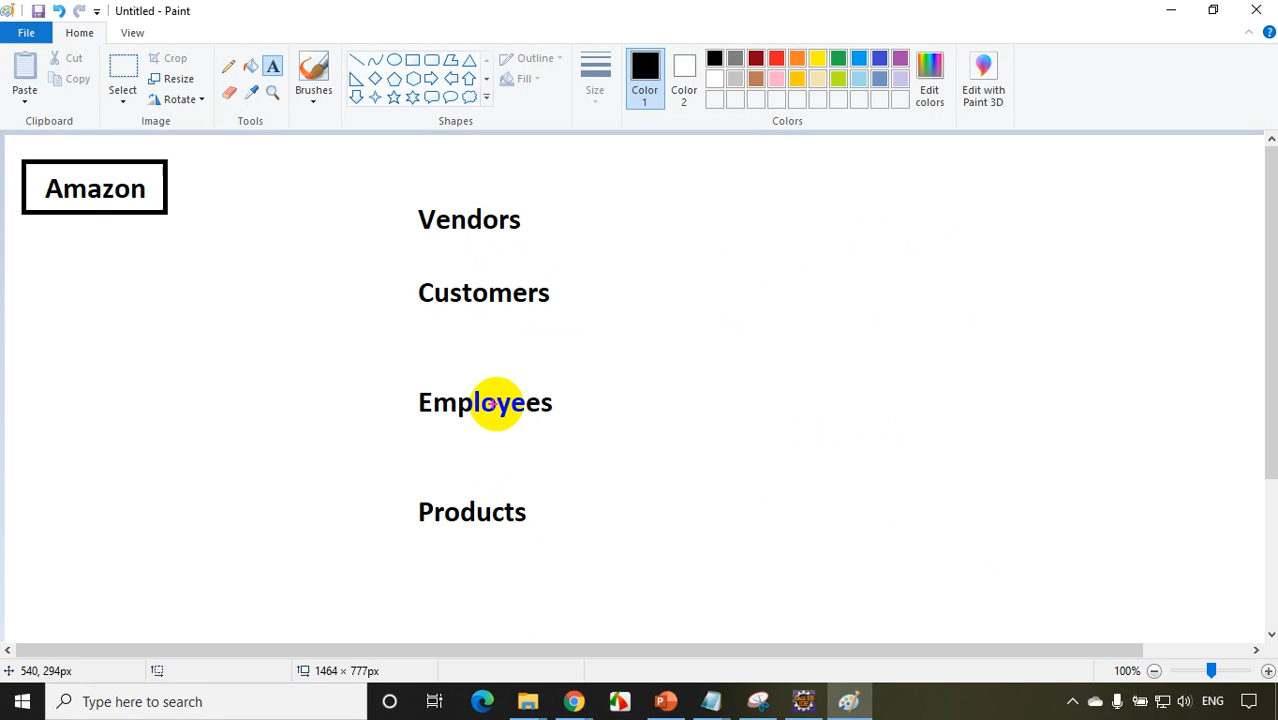 Untitled - Paint
File
Home
View
Paste
Cut
Copy
Clipboard
Select
Crop
Resize
Rotate
Image
A
Tools
Brushes
Shapes
Outline
Fill
Size
Color 1
Color 2
Edit colors
Edit with Paint 3D
Colors
Amazon
Vendors
Customers
Employees
Products
540, 294px
1464 × 777px
100%
Type here to search
ENG